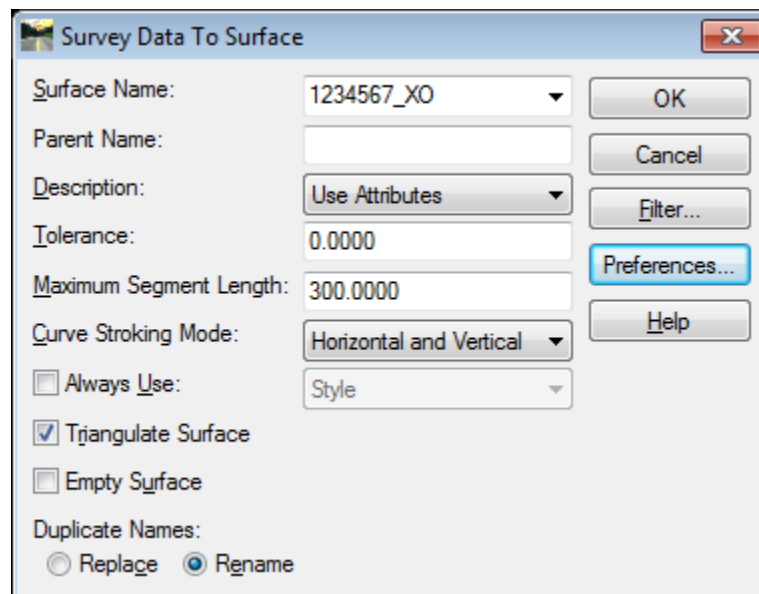 Survey Data To Surface
Surface Name: 1234567_XO OK
Parent Name: Cancel
Description: Use Attributes Filter...
Tolerance: 0.0000 Preferences...
Maximum Segment Length: 300.0000 Help
Curve Stroking Mode: Horizontal and Vertical
Always Use: Style
Triangulate Surface
Empty Surface
Duplicate Names:
Replace Rename